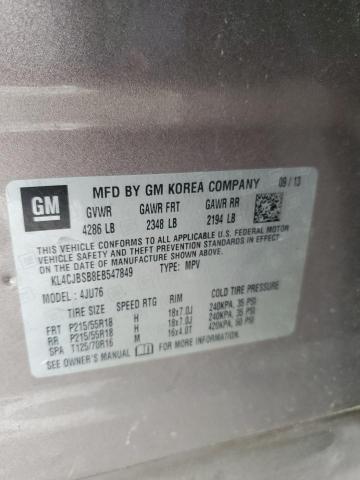 GM
MFD BY GM KOREA COMPANY 09/13
GVWR GAWR FRT GAWR RR
4286 LB 2348 LB 2194 LB
THIS VEHICLE CONFORMS TO ALL APPLICABLE U.S. FEDERAL MOTOR
VEHICLE SAFETY, BUMPER, AND THEFT PREVENTION STANDARDS IN
EFFECT ON THE DATE OF MANUFACTURE SHOWN ABOVE.
KL4CJBSB8EB547849 TYPE: MPV
MODEL: 4JU76
TIRE SIZE SPEED RTG RIM COLD TIRE PRESSURE
FRT P215/55R18 H 18x7.0J 240KPA, 35 PSI
RR P215/55R18 H 18x7.0J 240KPA, 35 PSI
SPA T125/70R16 M 16x4.0T 420KPA, 60 PSI
SEE OWNER'S MANUAL FOR ADDITIONAL INFORMATION